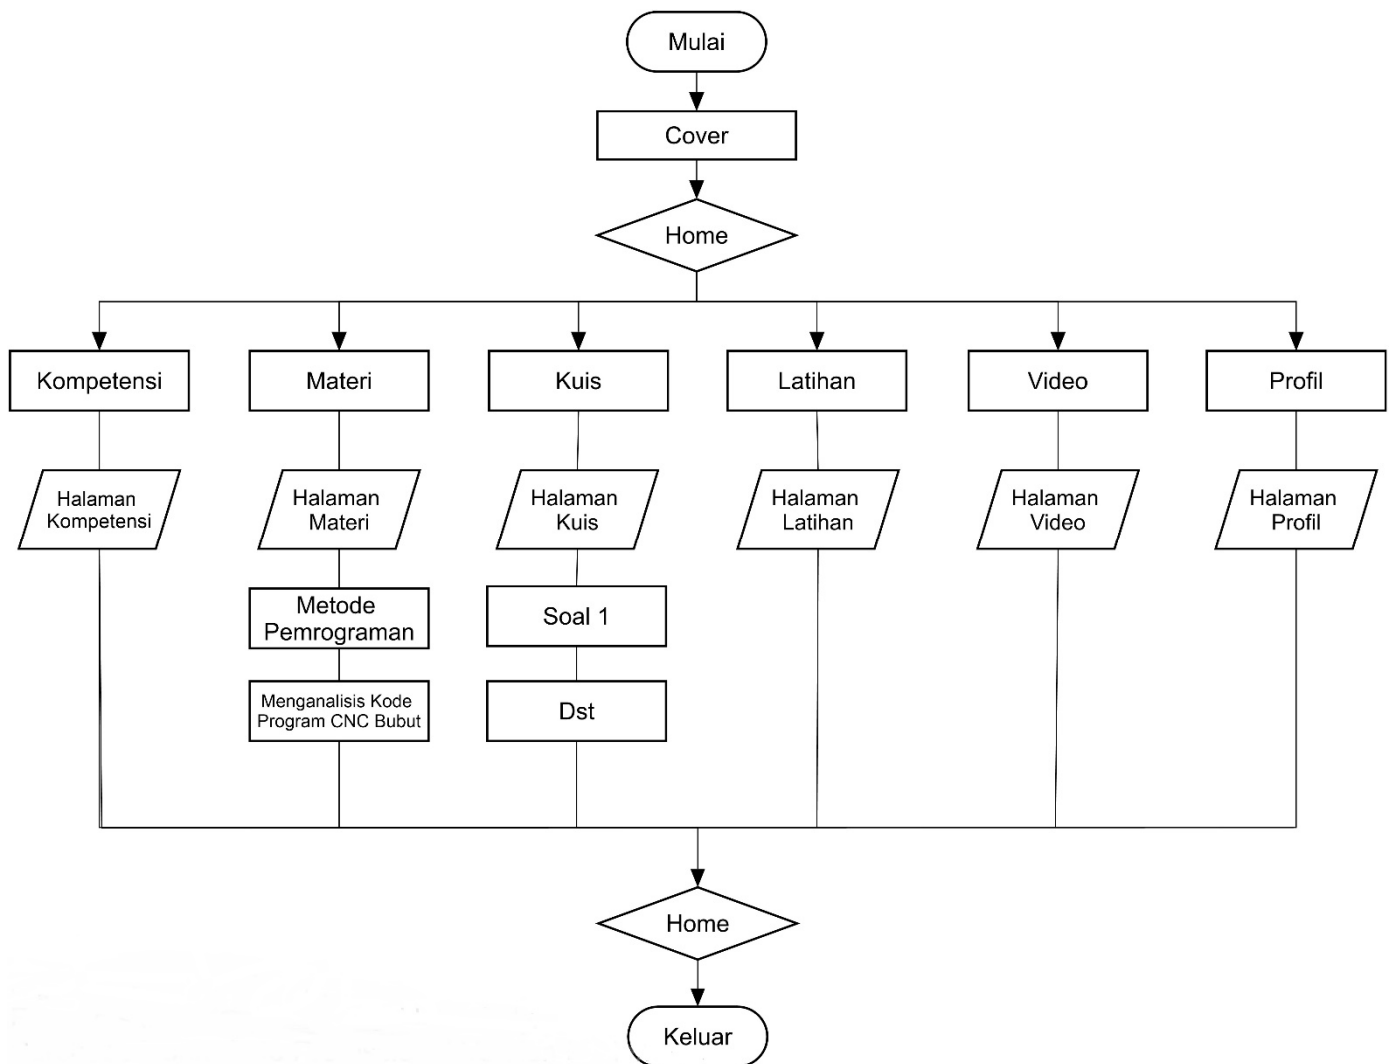 Mulai
Cover
Home
Kompetensi
Materi
Kuis
Latihan
Video
Profil
Halaman
Kompetensi
Halaman
Materi
Halaman
Kuis
Halaman
Latihan
Halaman
Video
Halaman
Profil
Metode
Pemrograman
Soal 1
Menganalisis Kode
Program CNC Bubut
Dst
Home
Keluar